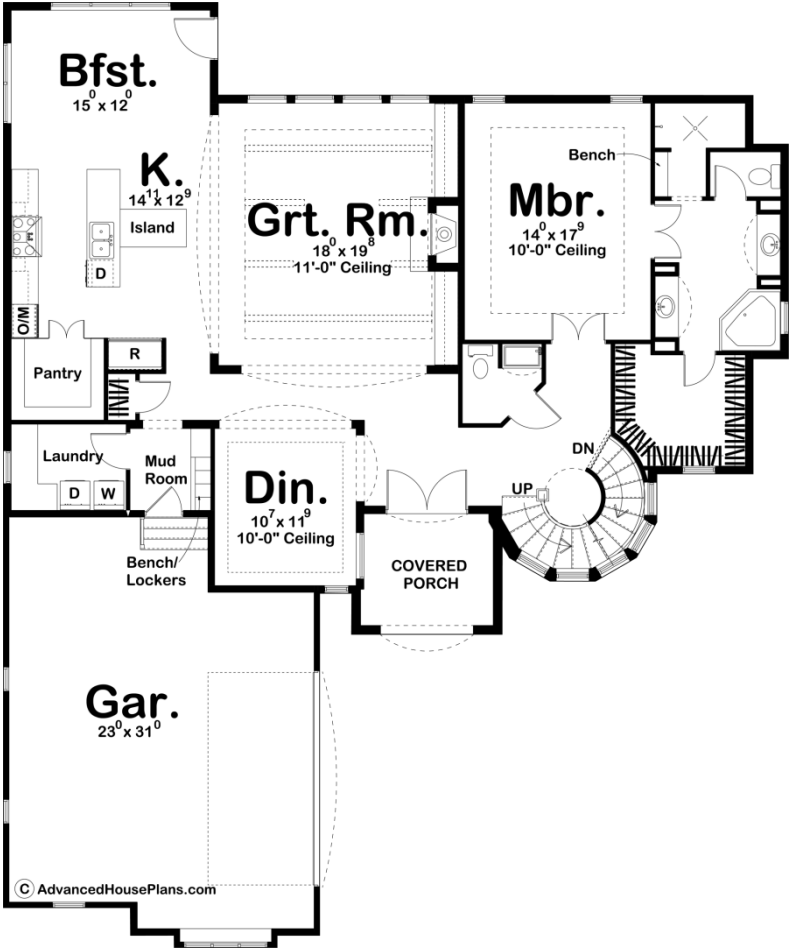 Bfst.
15⁰ x 12⁰
K.
14¹¹ x 12⁹
Island
D
O/M
R
Pantry
Grt. Rm.
18⁰ x 19⁸
11'-0" Ceiling
Bench
Mbr.
14⁰ x 17⁹
10'-0" Ceiling
Laundry
D
W
Mud
Room
Bench/
Lockers
Din.
10⁷ x 11⁹
10'-0" Ceiling
DN
UP
COVERED
PORCH
Gar.
23⁰ x 31⁰
© AdvancedHousePlans.com